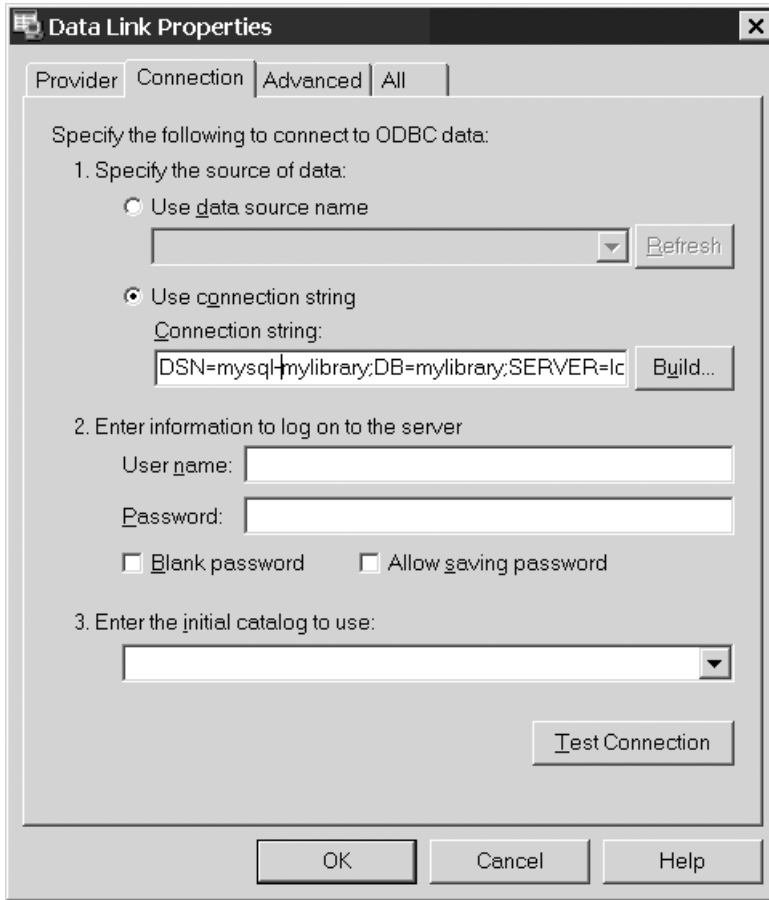 Data Link Properties
Provider Connection Advanced All
Specify the following to connect to ODBC data:
1. Specify the source of data:
Use data source name
Refresh
Use connection string
Connection string:
DSN=mysql-mylibrary;DB=mylibrary;SERVER=lc Build...
2. Enter information to log on to the server
User name:
Password:
Blank password Allow saving password
3. Enter the initial catalog to use:
Test Connection
OK Cancel Help